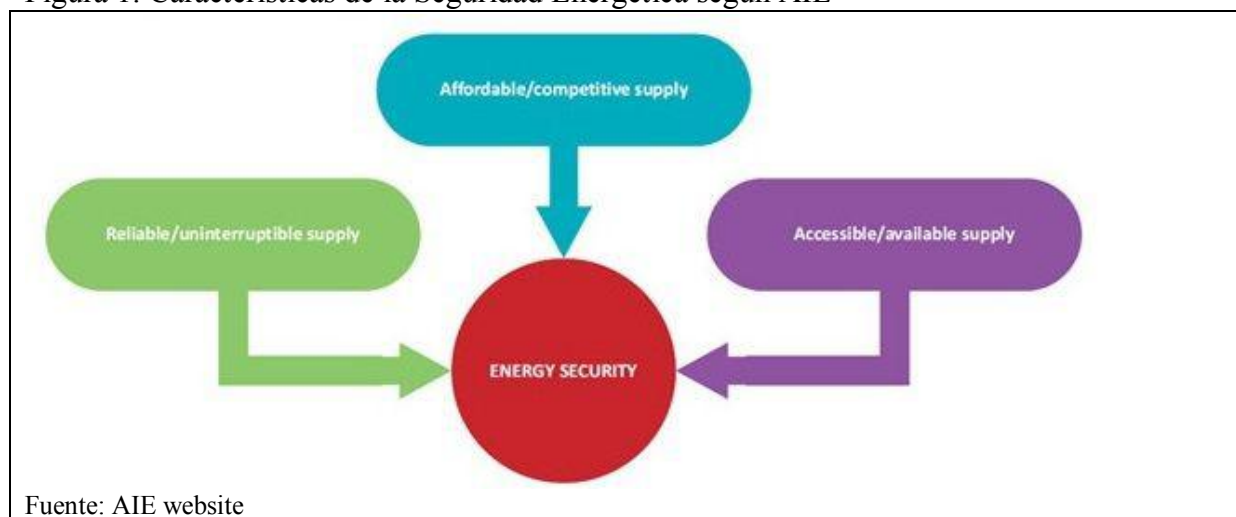 Figura 1. Características de la Seguridad Energética según AIE
Affordable/competitive supply
Reliable/uninterruptible supply
Accessible/available supply
ENERGY SECURITY
Fuente: AIE website